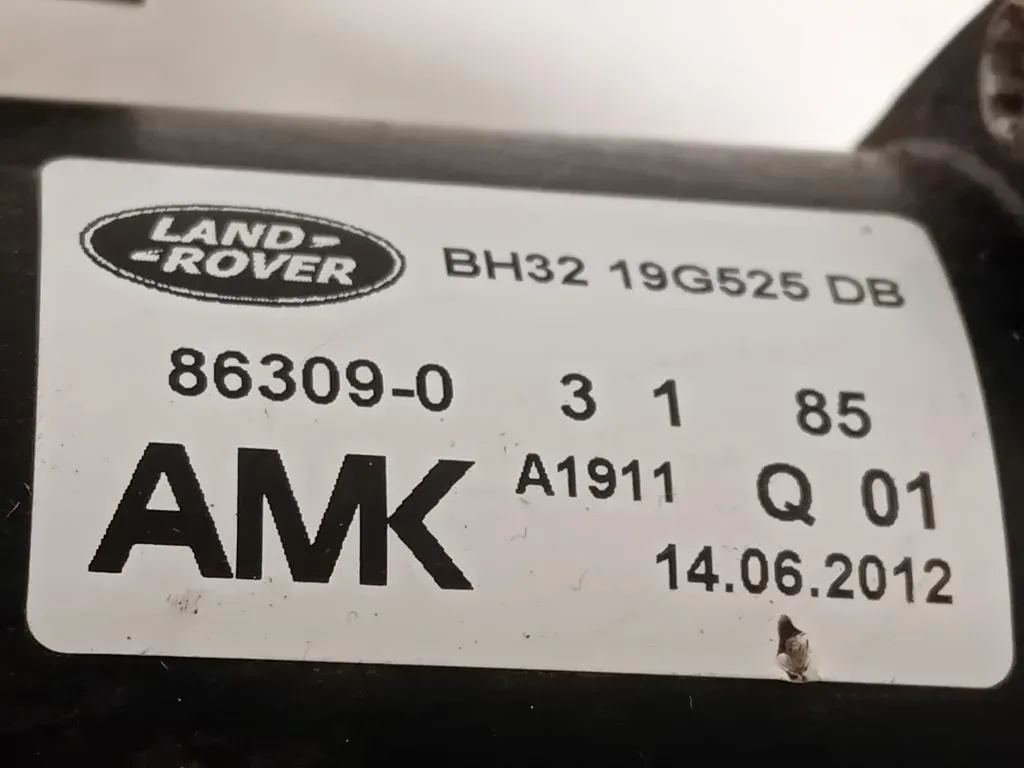 LAND
ROVER
BH32 19G525 DB
86309-0 3 1 85
AMK A1911 Q 01
14.06.2012